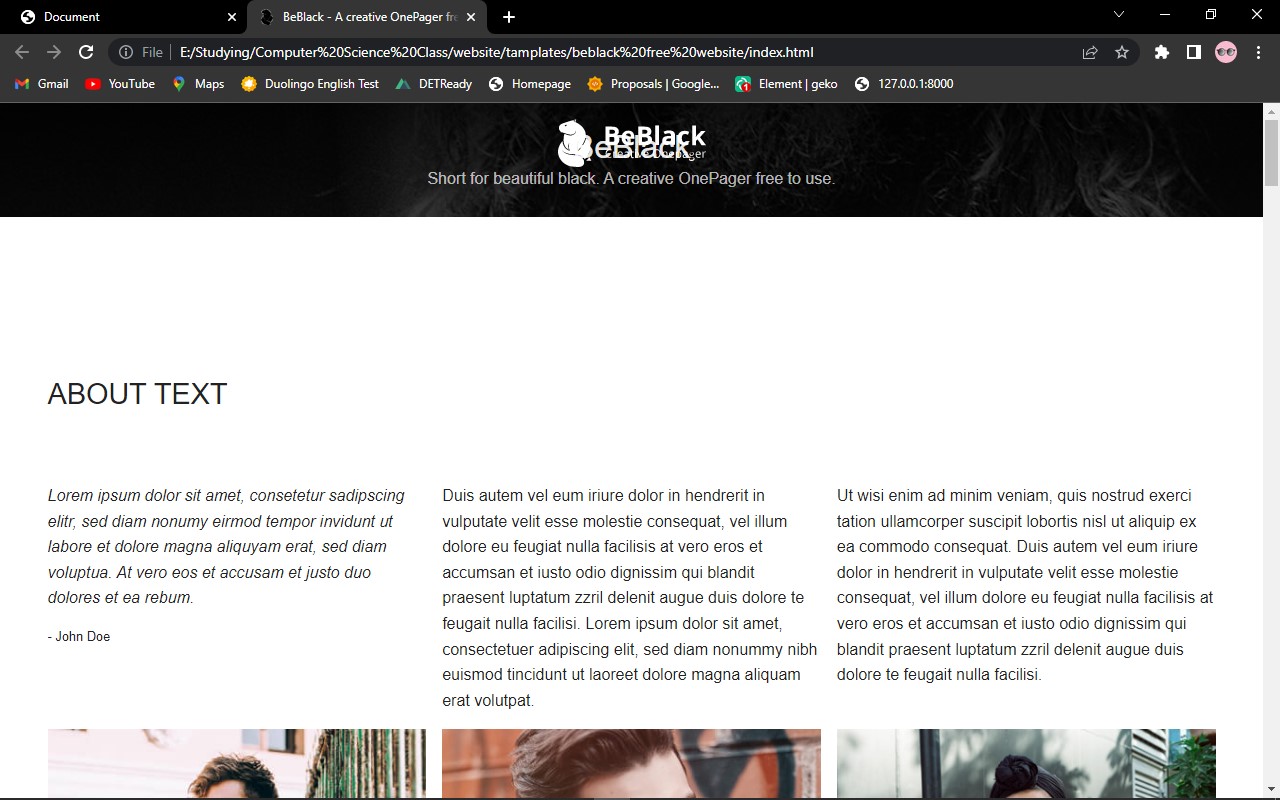 Document
BeBlack - A creative OnePager fre
File
E:/Studying/Computer%20Science%20Class/website/tamplates/beblack%20free%20website/index.html
Gmail
YouTube
Maps
Duolingo English Test
DETReady
Homepage
Proposals | Google...
Element | geko
127.0.0.1:8000
BeBlack
Creative Onepager
BeBlack
Short for beautiful black. A creative OnePager free to use.
ABOUT TEXT
Lorem ipsum dolor sit amet, consetetur sadipscing
elitr, sed diam nonumy eirmod tempor invidunt ut
labore et dolore magna aliquyam erat, sed diam
voluptua. At vero eos et accusam et justo duo
dolores et ea rebum.
- John Doe
Duis autem vel eum iriure dolor in hendrerit in
vulputate velit esse molestie consequat, vel illum
dolore eu feugiat nulla facilisis at vero eros et
accumsan et iusto odio dignissim qui blandit
praesent luptatum zzril delenit augue duis dolore te
feugait nulla facilisi. Lorem ipsum dolor sit amet,
consectetuer adipiscing elit, sed diam nonummy nibh
euismod tincidunt ut laoreet dolore magna aliquam
erat volutpat.
Ut wisi enim ad minim veniam, quis nostrud exerci
tation ullamcorper suscipit lobortis nisl ut aliquip ex
ea commodo consequat. Duis autem vel eum iriure
dolor in hendrerit in vulputate velit esse molestie
consequat, vel illum dolore eu feugiat nulla facilisis at
vero eros et accumsan et iusto odio dignissim qui
blandit praesent luptatum zzril delenit augue duis
dolore te feugait nulla facilisi.